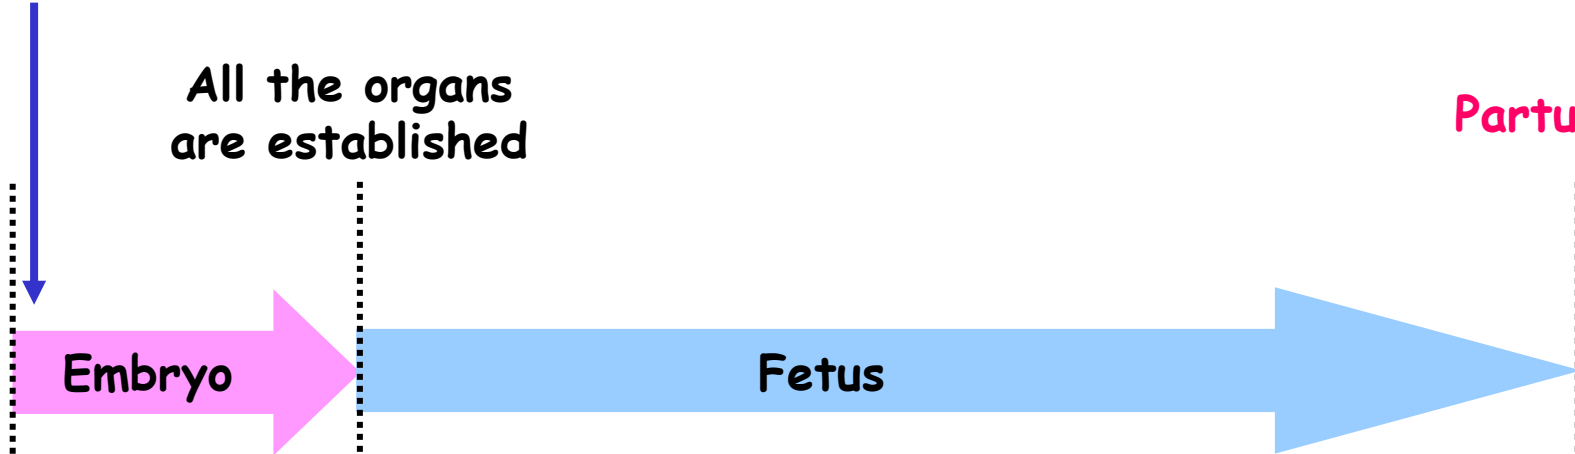 All the organs
are established
Partu
Embryo
Fetus